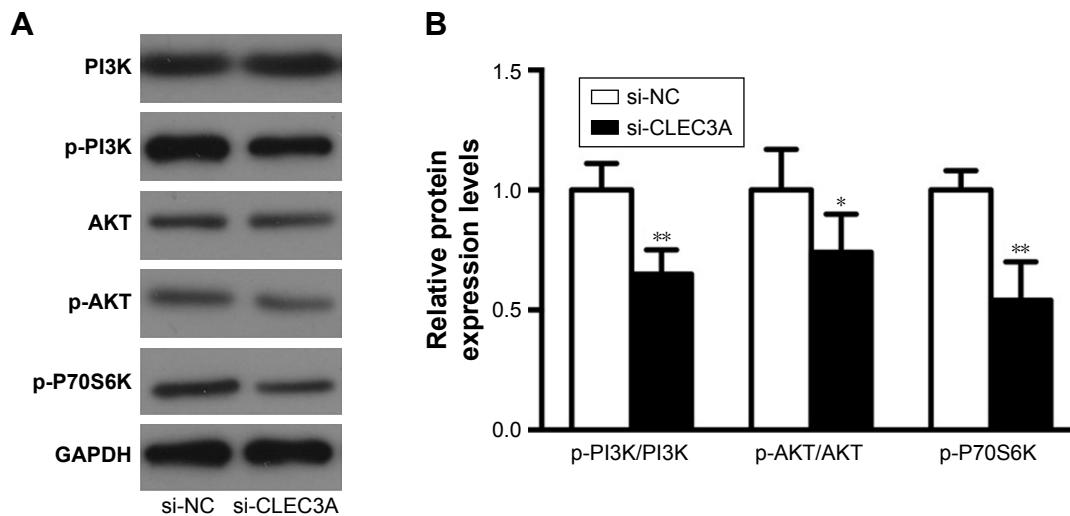 A
PI3K
p-PI3K
AKT
p-AKT
p-P70S6K
GAPDH
si-NC si-CLEC3A
B
Relative protein
expression levels
1.5
1.0
0.5
0.0
si-NC
si-CLEC3A
**
*
**
p-PI3K/PI3K p-AKT/AKT p-P70S6K